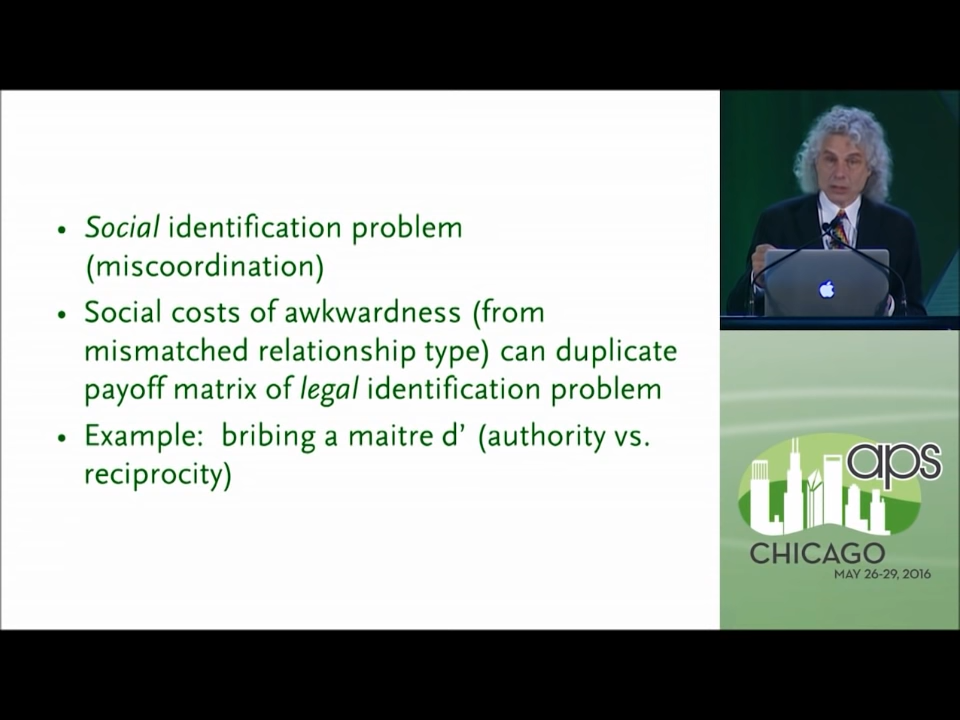 • Social identification problem
(miscoordination)
• Social costs of awkwardness (from
mismatched relationship type) can duplicate
payoff matrix of legal identification problem
• Example: bribing a maitre d’ (authority vs.
reciprocity)
aps
CHICAGO
MAY 26-29, 2016